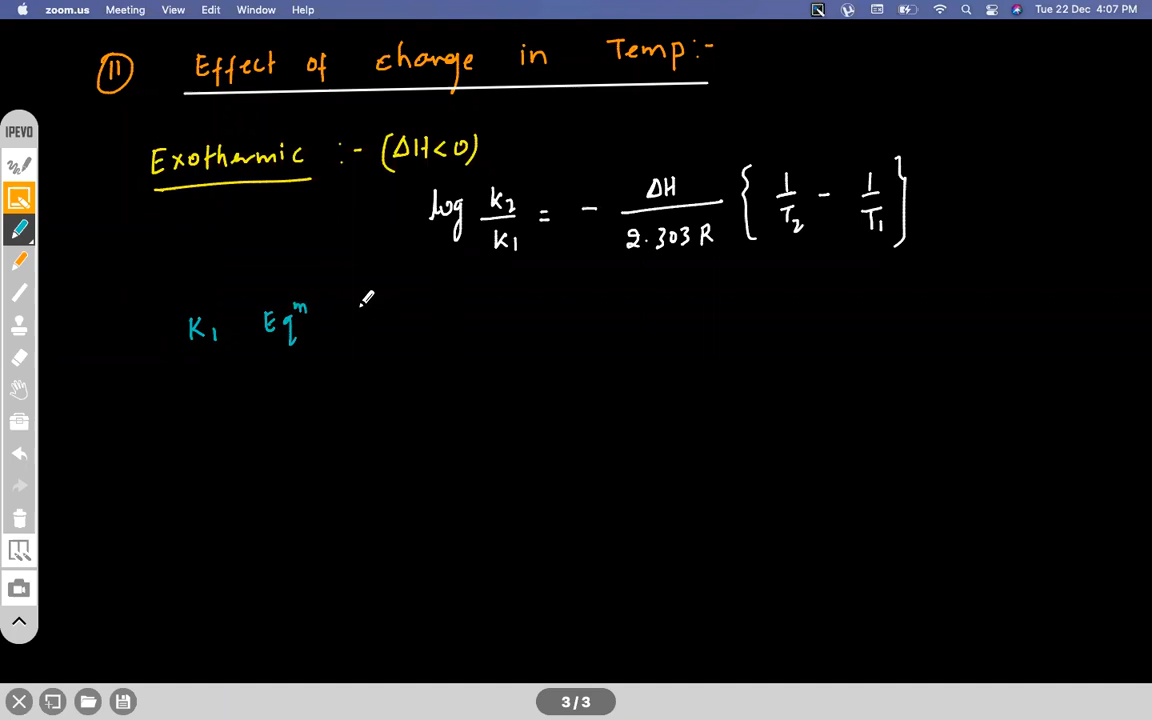 zoom.us Meeting View Edit Window Help Tue 22 Dec 4:07 PM
11 Effect of change in Temp:-
IPEVO
Exothermic :- (ΔH<0)
log K2/K1 = - ΔH/2.303 R { 1/T2 - 1/T1 }
K1 Eq^m
3/3